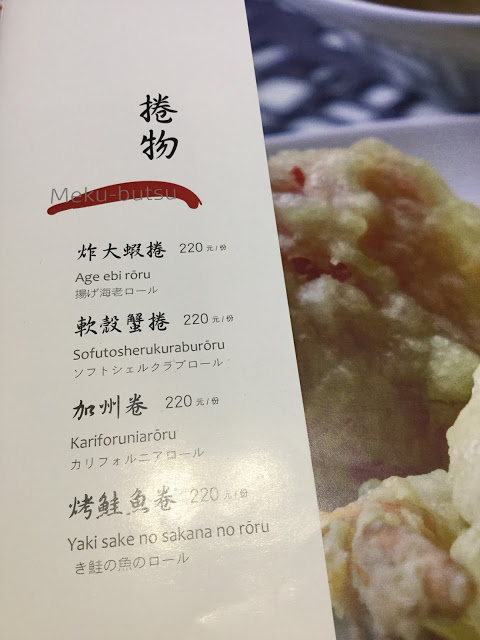 捲
物
Meku-butsu
炸大蝦捲 220元/份
Age ebi rōru
揚げ海老ロール
軟殼蟹捲 220元/份
Sofutosherukuraburōru
ソフトシェルクラブロール
加州卷 220元/份
Kariforuniarōru
カリフォルニアロール
烤鮭魚卷 220元/份
Yaki sake no sakana no rōru
き鮭の魚のロール